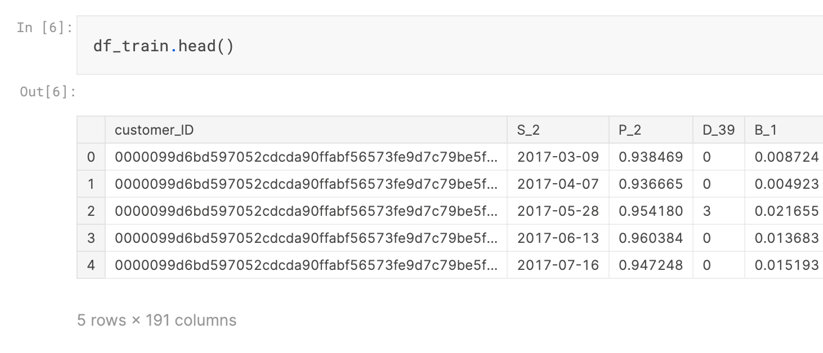 In [6]:
df_train.head()
Out[6]:
customer_ID S_2 P_2 D_39 B_1
0 0000099d6bd597052cdcda90ffabf56573fe9d7c79be5f... 2017-03-09 0.938469 0 0.008724
1 0000099d6bd597052cdcda90ffabf56573fe9d7c79be5f... 2017-04-07 0.936665 0 0.004923
2 0000099d6bd597052cdcda90ffabf56573fe9d7c79be5f... 2017-05-28 0.954180 3 0.021655
3 0000099d6bd597052cdcda90ffabf56573fe9d7c79be5f... 2017-06-13 0.960384 0 0.013683
4 0000099d6bd597052cdcda90ffabf56573fe9d7c79be5f... 2017-07-16 0.947248 0 0.015193
5 rows × 191 columns